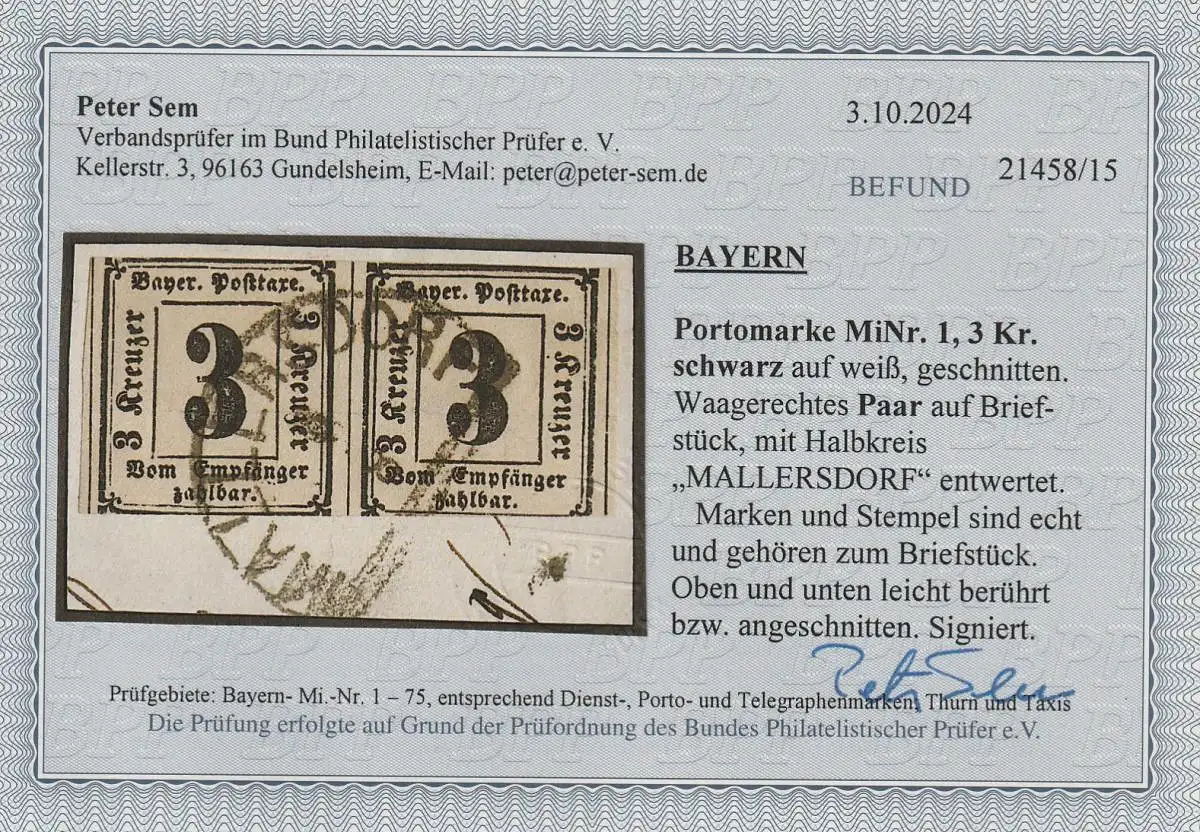 Peter Sem
Verbandsprüfer im Bund Philatelistischer Prüfer e. V.
Kellerstr. 3, 96163 Gundelsheim, E-Mail: peter@peter-sem.de
3.10.2024
BEFUND
21458/15
Bayer. Posttaxe.
3 Kreuzer
3
3 Kreuzer
Vom Empfänger
zahlbar.
Bayer. Posttaxe.
3 Kreuzer
3
3 Kreuzer
Vom Empfänger
zahlbar.
MALLERSDORF
BAYERN
Portomarke MiNr. 1, 3 Kr.
schwarz auf weiß, geschnitten.
Waagerechtes Paar auf Brief-
stück, mit Halbkreis
„MALLERSDORF“ entwertet.
Marken und Stempel sind echt
und gehören zum Briefstück.
Oben und unten leicht berührt
bzw. angeschnitten. Signiert.
Peter Sem
Prüfgebiete: Bayern- Mi.-Nr. 1 – 75, entsprechend Dienst-, Porto- und Telegraphenmarken, Thurn und Taxis
Die Prüfung erfolgte auf Grund der Prüfordnung des Bundes Philatelistischer Prüfer e.V.